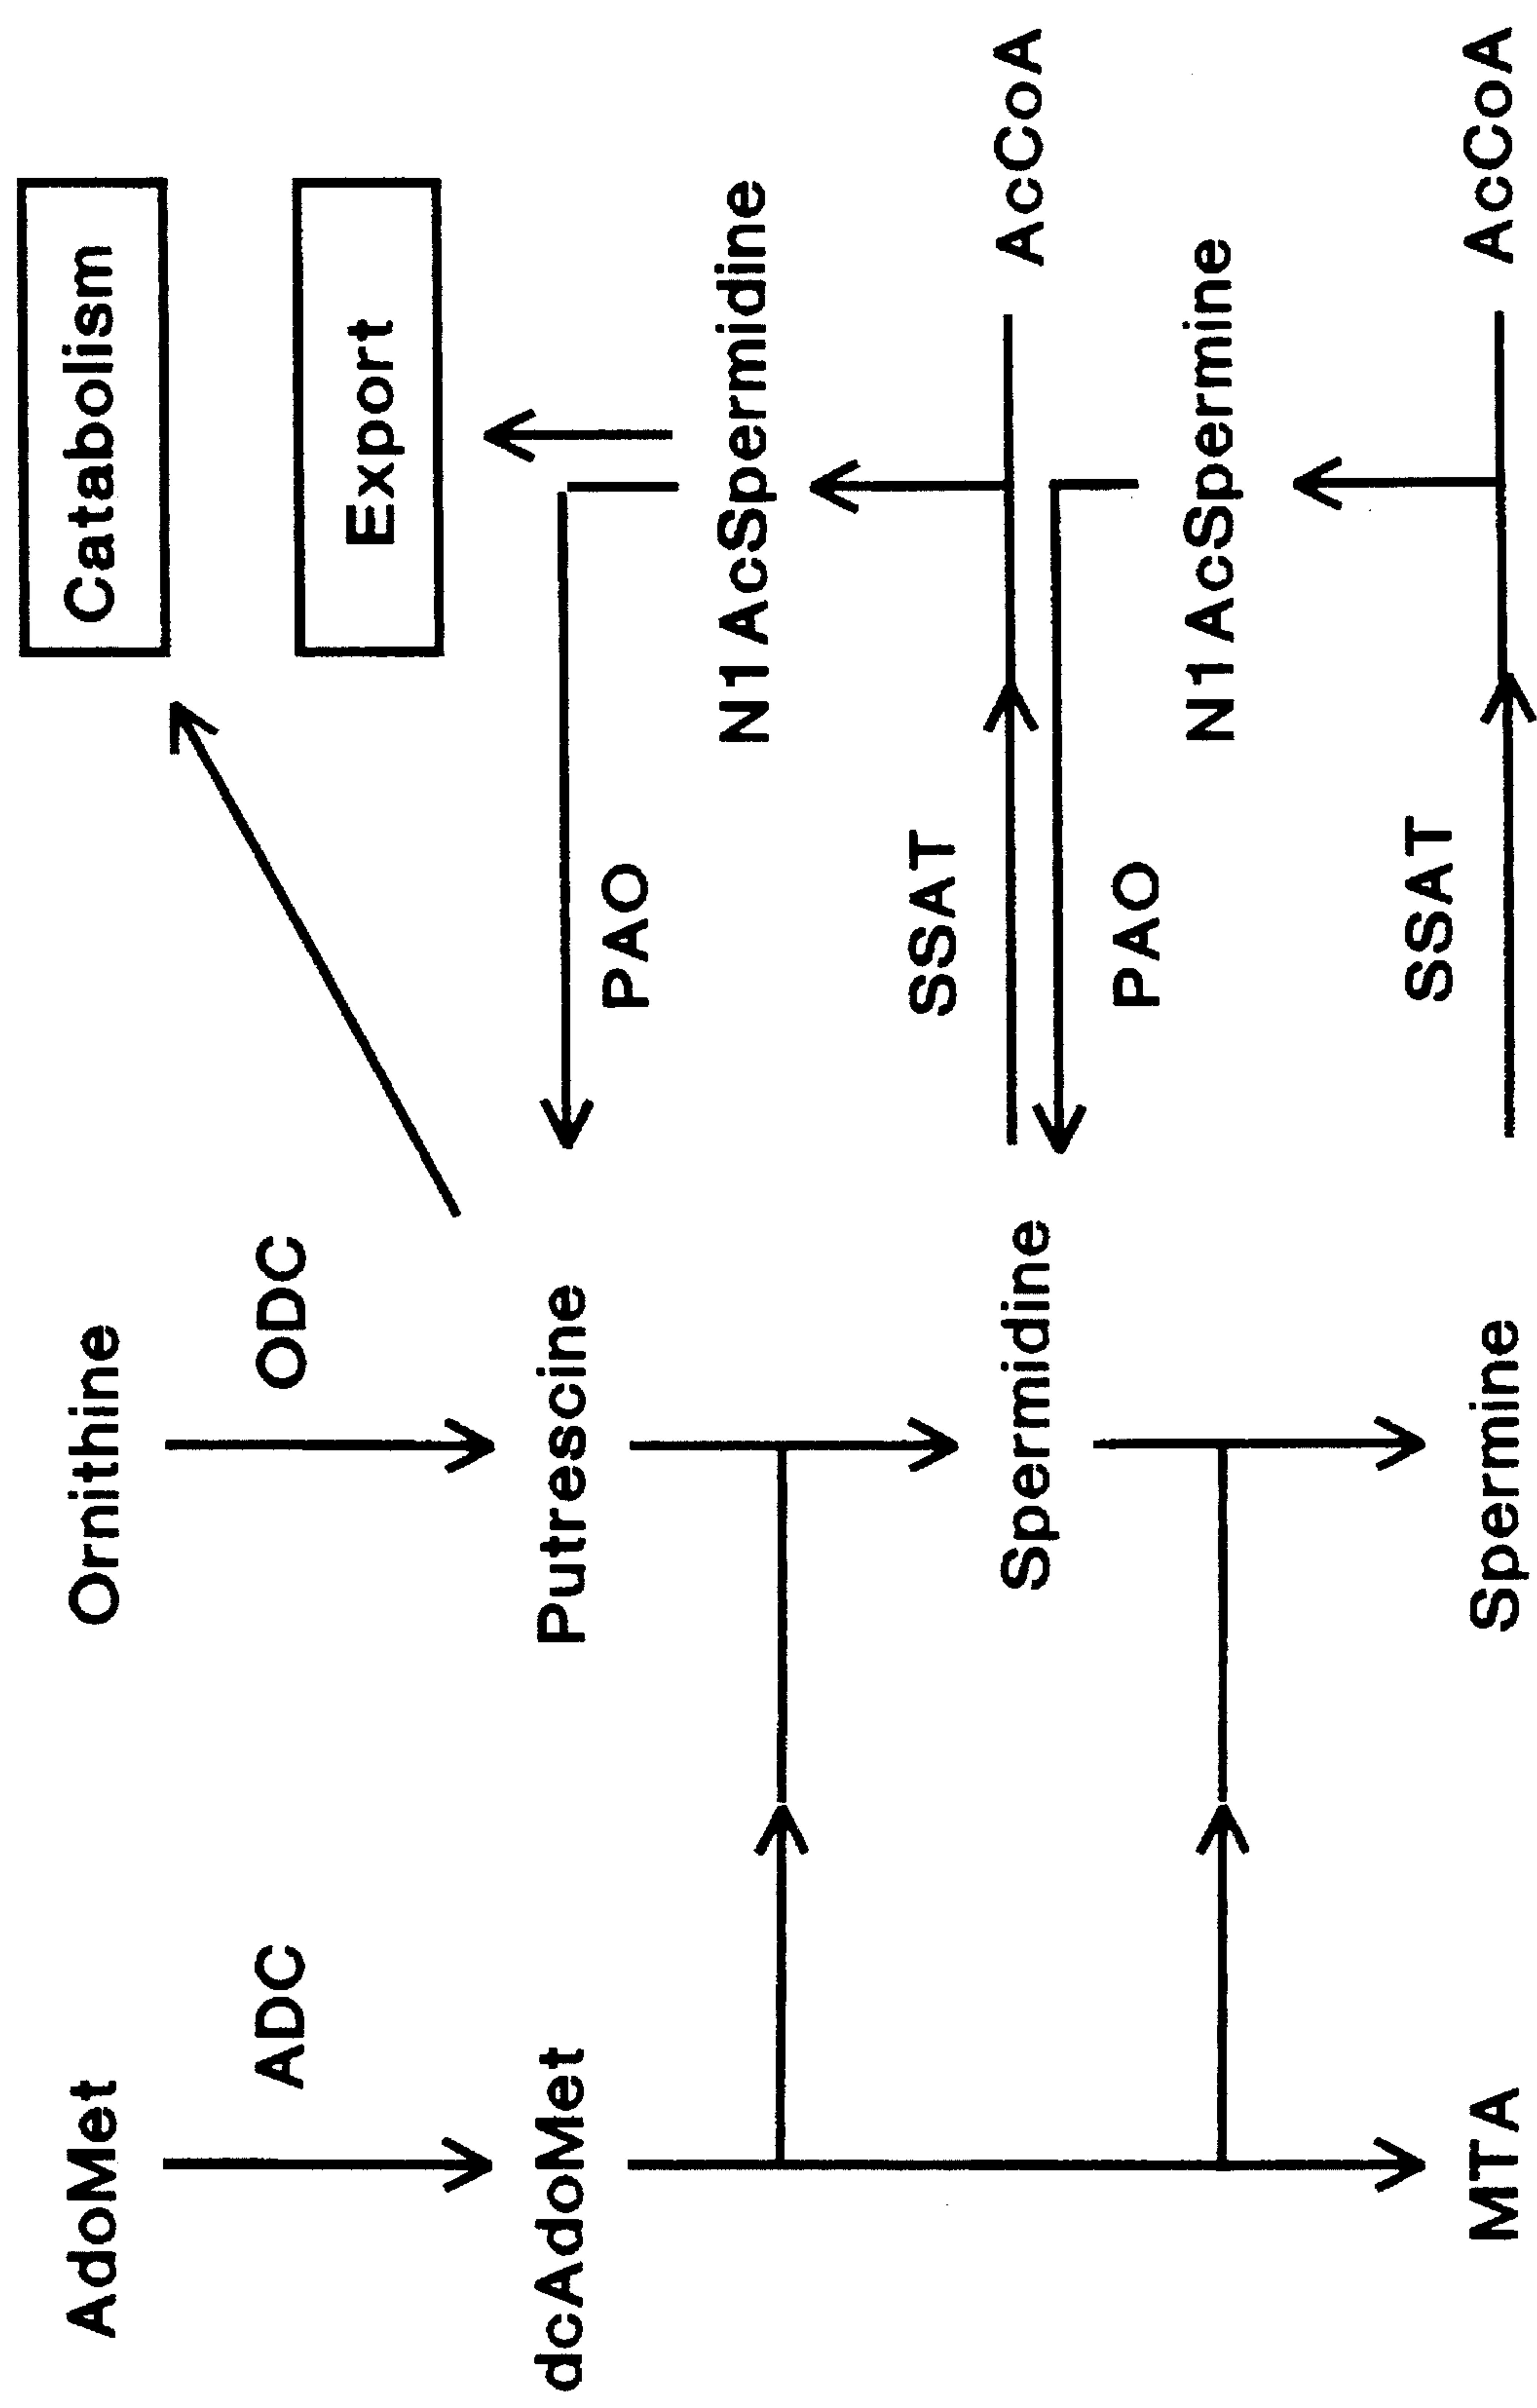 AdoMet
Ornithine
Catabolism
ADC
ODC
Export
dcAdoMet
Putrescine
PAO
N1AcSpermidine
SSAT
AcCoA
Spermidine
PAO
N1AcSpermine
SSAT
MTA
Spermine
AcCoA